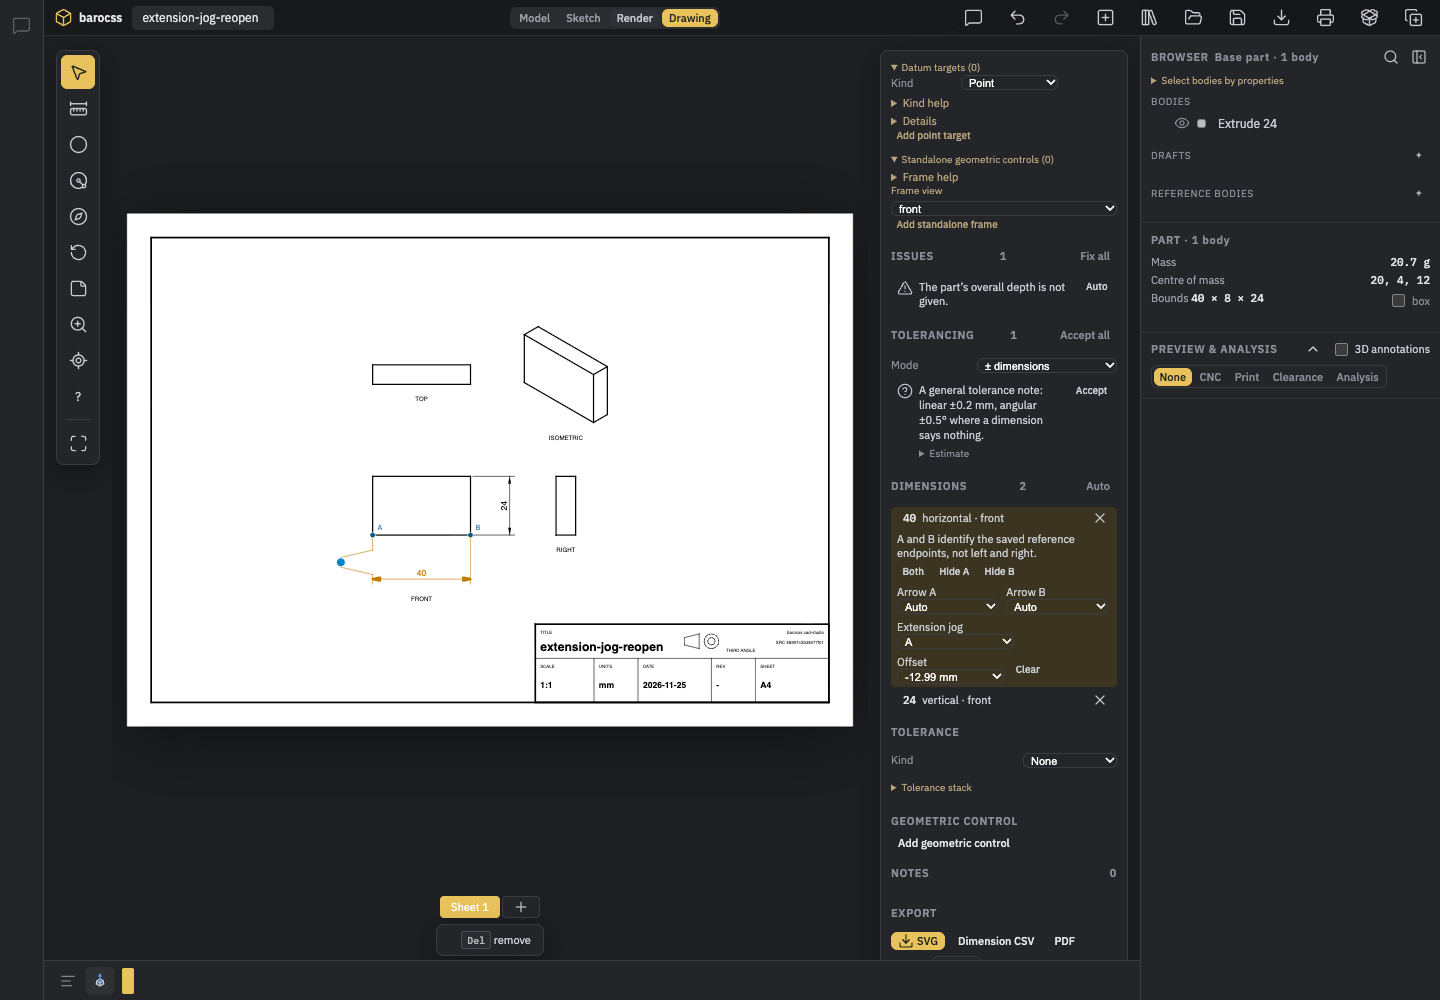 barocss
extension-jog-reopen
Model
Sketch
Render
Drawing
TOP
ISOMETRIC
24
A
B
RIGHT
40
FRONT
TITLE
extension-jog-reopen
THIRD ANGLE
barocss cad-studio
SCALE
UNITS
DATE
REV
SHEET
1:1
mm
2026-11-25
-
A4
?
Sheet 1
Del remove
Datum targets (0)
Kind
Point
Kind help
Details
Add point target
Standalone geometric controls (0)
Frame help
Frame view
front
Add standalone frame
ISSUES 1 Fix all
The part's overall depth is not
given.
Auto
TOLERANCING 1 Accept all
Mode
± dimensions
A general tolerance note:
linear ±0.2 mm, angular
±0.5° where a dimension
says nothing.
Accept
Estimate
DIMENSIONS 2 Auto
40 horizontal · front
A and B identify the saved reference
endpoints, not left and right.
Both Hide A Hide B
Arrow A Arrow B
Auto Auto
Extension jog
A
Offset
-12.99 mm
Clear
24 vertical · front
TOLERANCE
Kind
None
Tolerance stack
GEOMETRIC CONTROL
Add geometric control
NOTES 0
EXPORT
SVG Dimension CSV PDF
BROWSER Base part · 1 body
Select bodies by properties
BODIES
Extrude 24
DRAFTS +
REFERENCE BODIES +
PART · 1 body
Mass 20.7 g
Centre of mass 20, 4, 12
Bounds 40 × 8 × 24 box
PREVIEW & ANALYSIS 3D annotations
None CNC Print Clearance Analysis